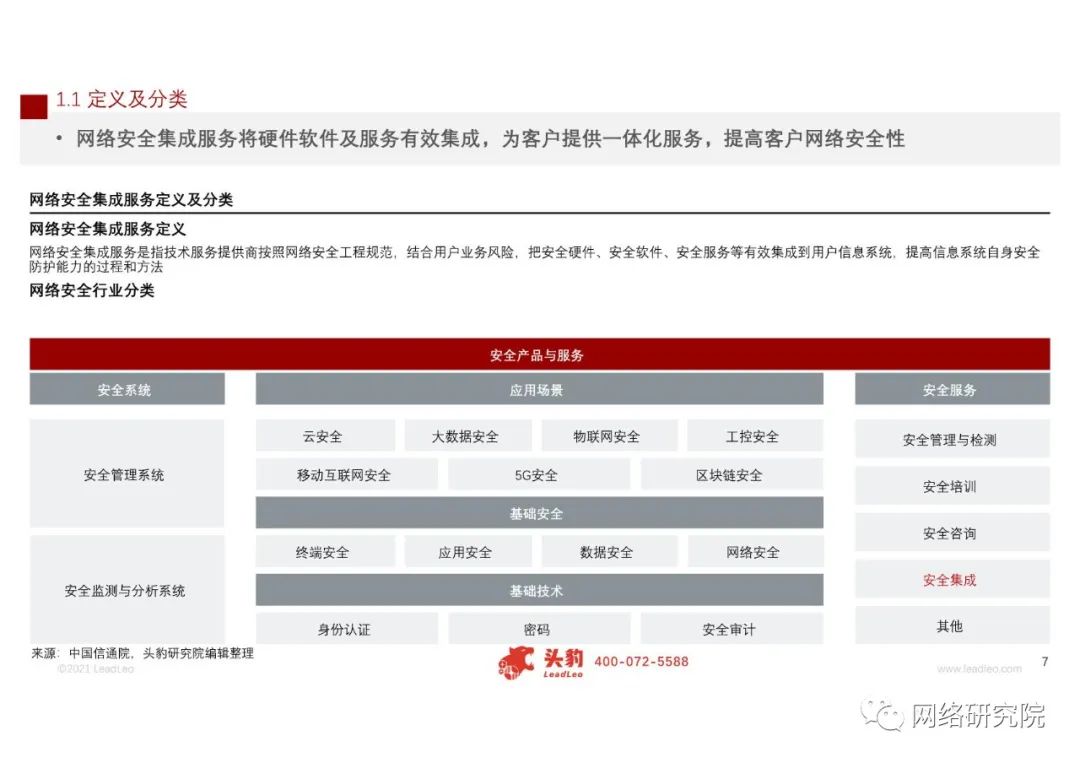 1.1 定义及分类
• 网络安全集成服务将硬件软件及服务有效集成，为客户提供一体化服务，提高客户网络安全性
网络安全集成服务定义及分类
网络安全集成服务定义
网络安全集成服务是指技术服务提供商按照网络安全工程规范，结合用户业务风险，把安全硬件、安全软件、安全服务等有效集成到用户信息系统，提高信息系统自身安全
防护能力的过程和方法
网络安全行业分类
安全产品与服务
安全系统
安全管理系统
安全监测与分析系统
应用场景
云安全 大数据安全 物联网安全 工控安全
移动互联网安全 5G安全 区块链安全
基础安全
终端安全 应用安全 数据安全 网络安全
基础技术
身份认证 密码 安全审计
安全服务
安全管理与检测
安全培训
安全咨询
安全集成
其他
来源：中国信通院，头豹研究院编辑整理
©2021 LeadLeo
头豹
LeadLeo
400-072-5588
www.leadleo.com
7
网络研究院